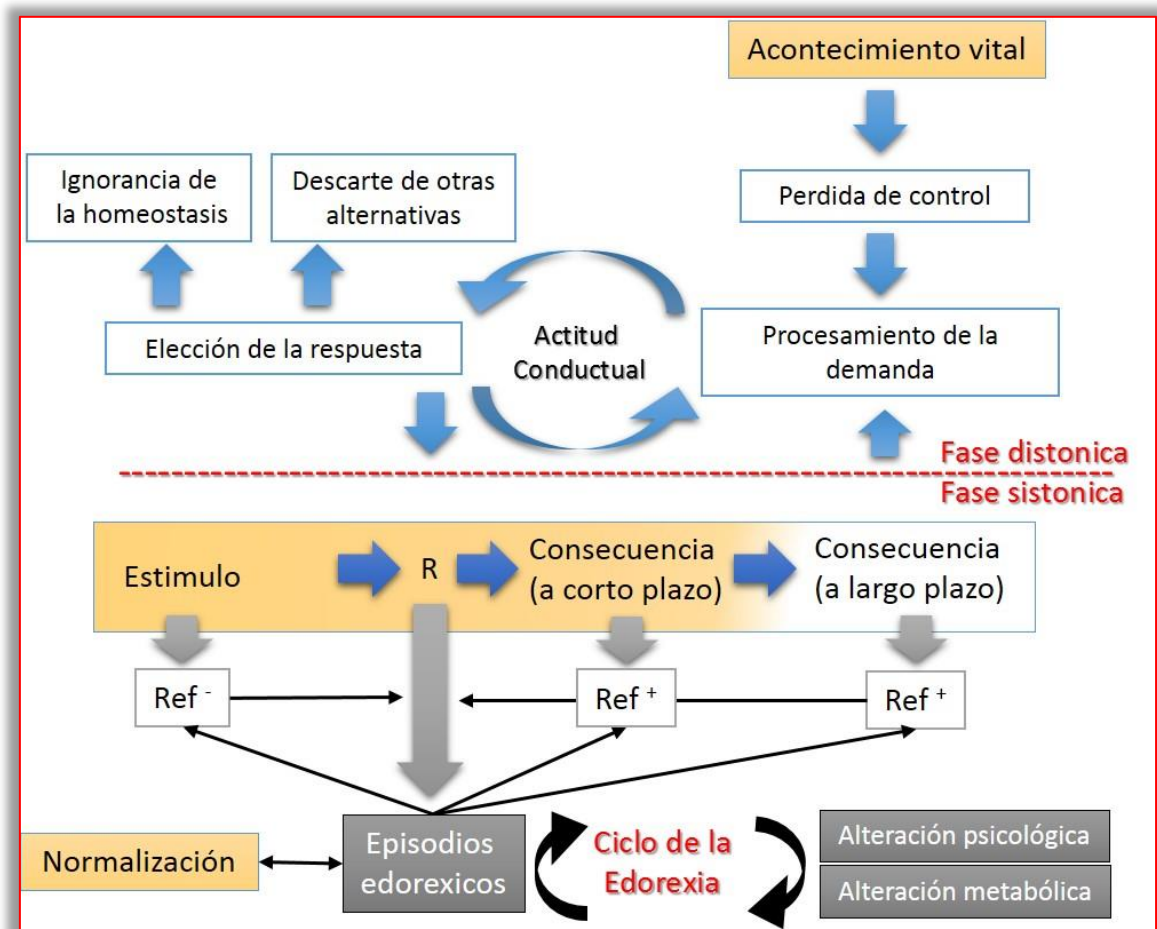 Acontecimiento vital
Ignorancia de
la homeostasis
Descarte de otras
alternativas
Perdida de control
Elección de la respuesta
Actitud
Conductual
Procesamiento de la
demanda
Fase distonica
Fase sistonica
Estimulo
R
Consecuencia
(a corto plazo)
Consecuencia
(a largo plazo)
Ref -
Ref +
Ref +
Normalización
Episodios
edorexicos
Ciclo de la
Edorexia
Alteración psicológica
Alteración metabólica